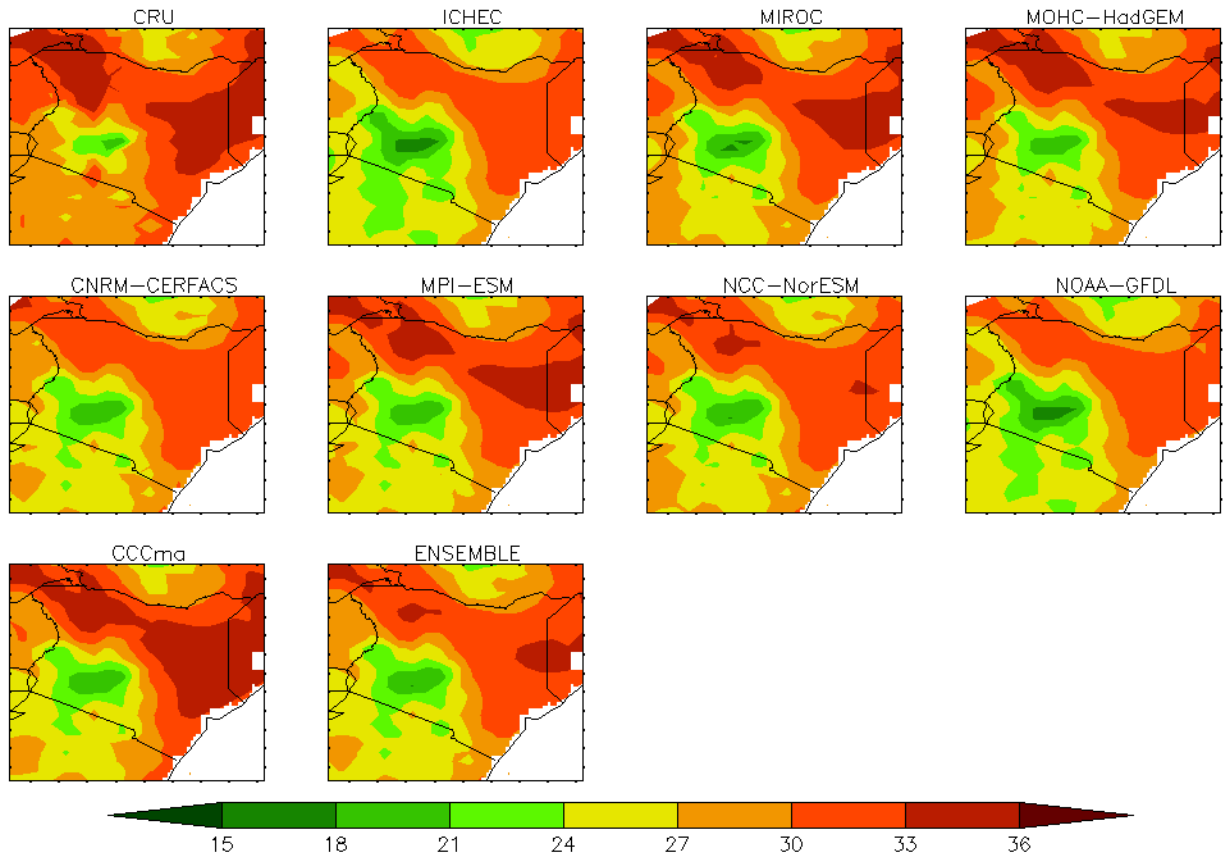 CRU ICHEC MIROC MOHC-HadGEM
CNRM-CERFACS MPI-ESM NCC-NorESM NOAA-GFDL
CCCma ENSEMBLE
15 18 21 24 27 30 33 36